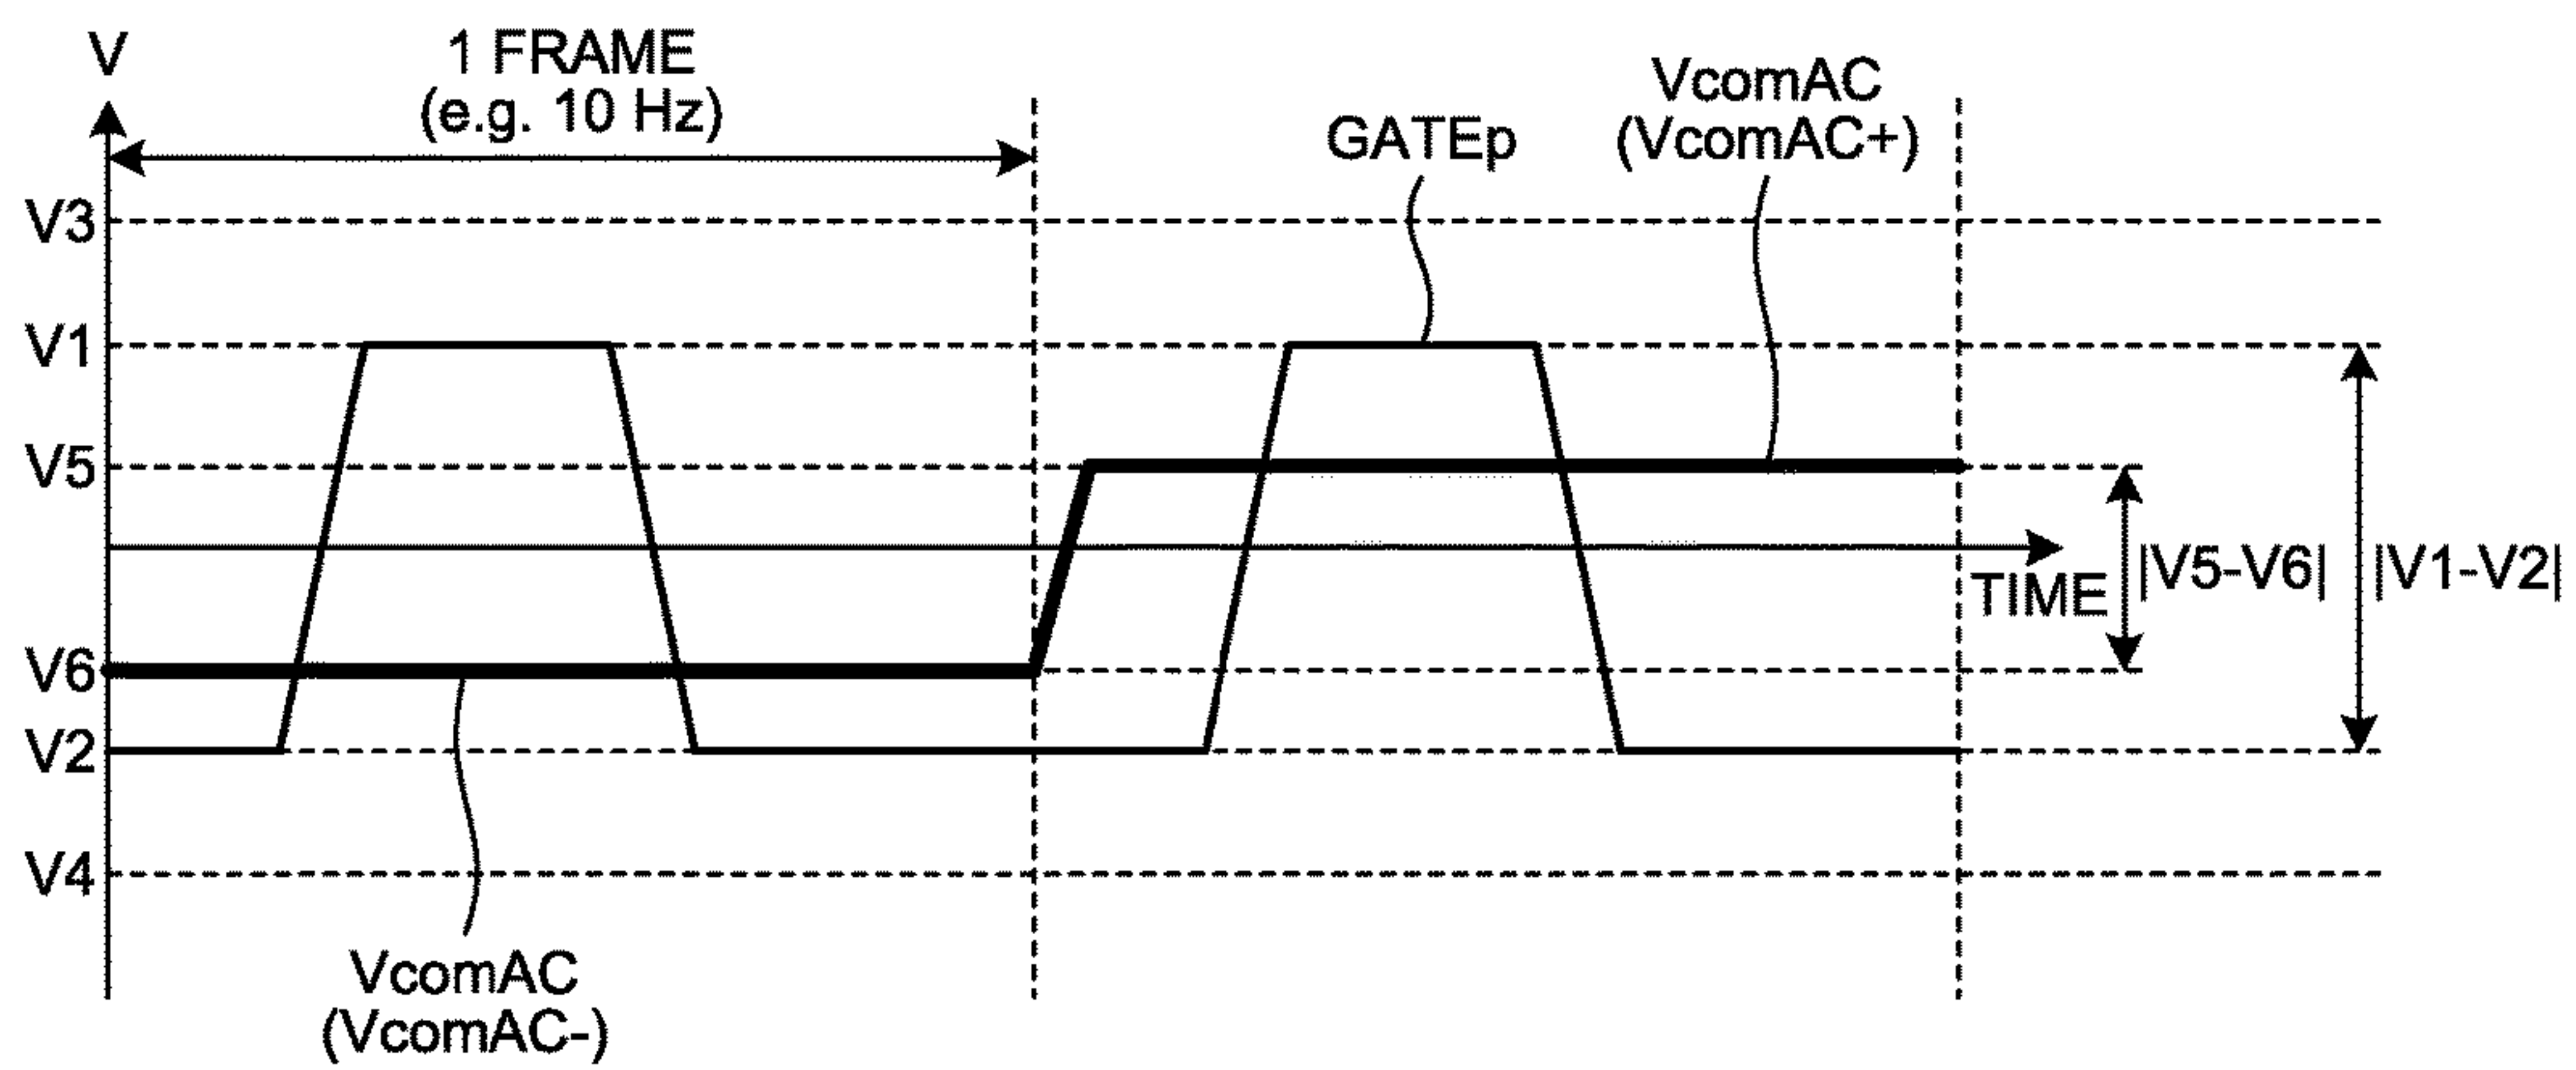 V
1 FRAME
(e.g. 10 Hz)
VcomAC
(VcomAC+)
GATEp
V3
V1
V5
|V5-V6|
|V1-V2|
TIME
V6
V2
V4
VcomAC
(VcomAC-)